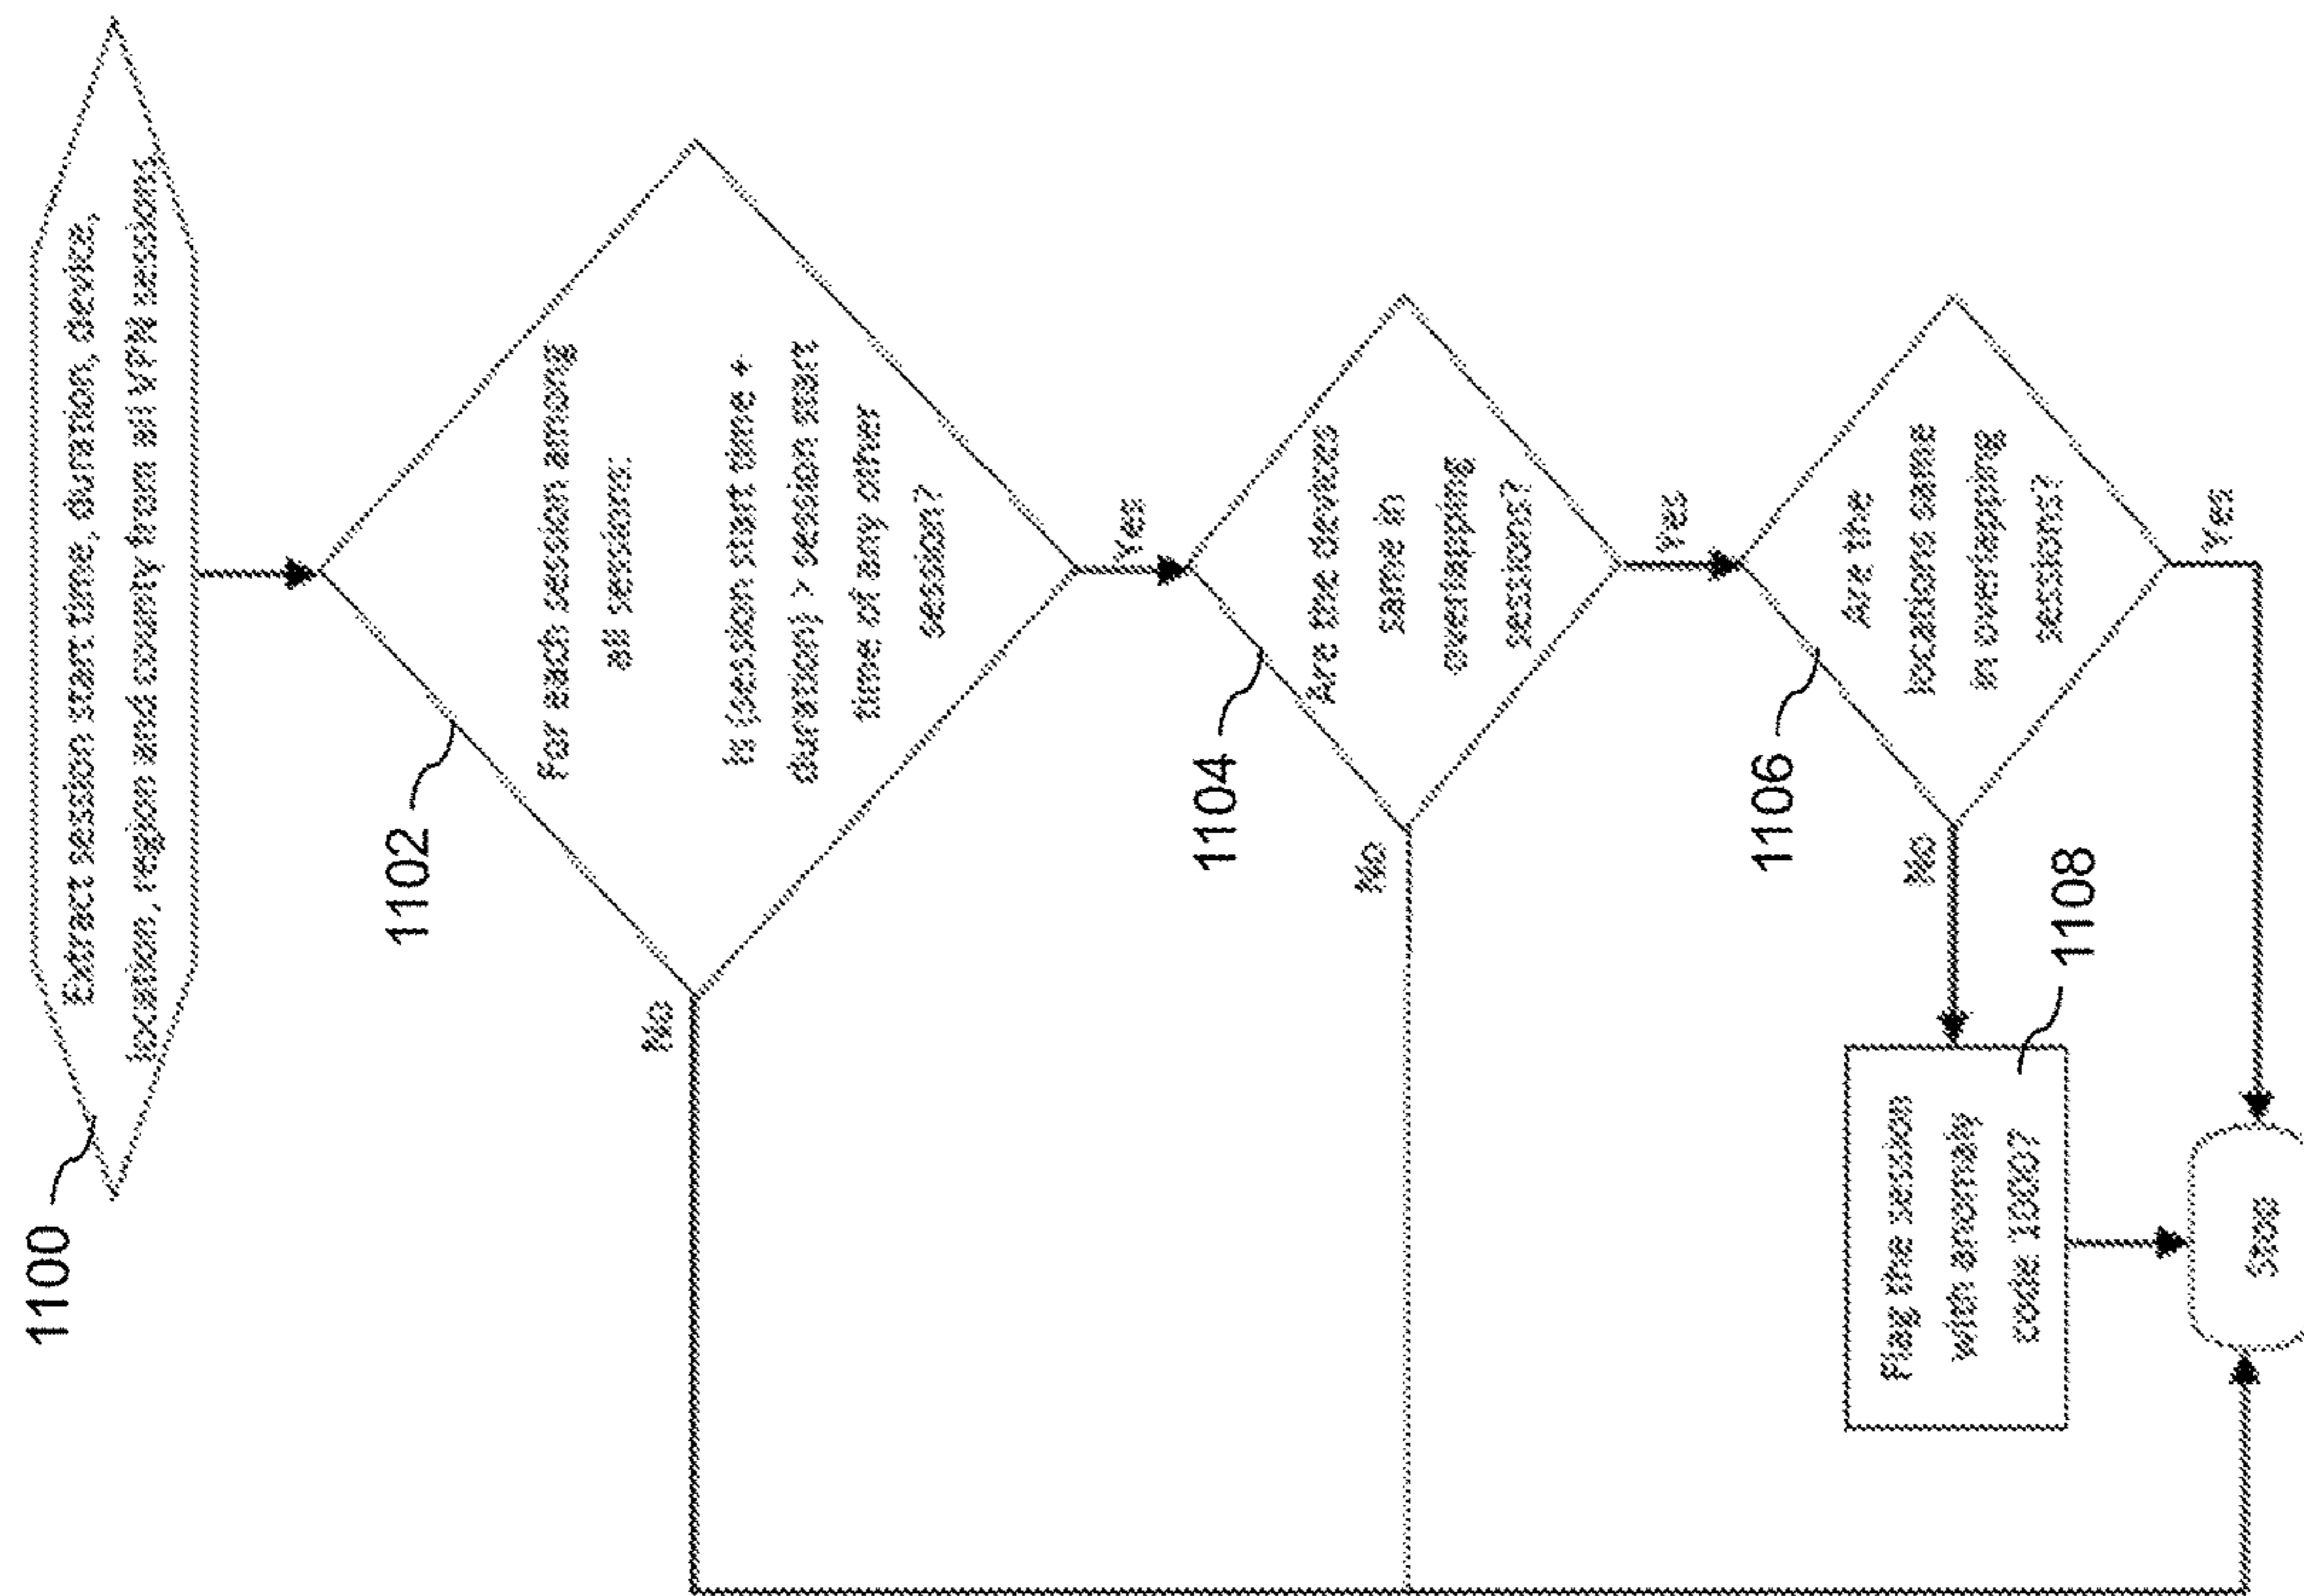 1100
Extract session start time, duration, device,
location, region and county from all VPN sessions
1102
For each session among
all sessions:
Is (session start time +
duration) > session start
time of any other
session?
No
Yes
1104
Are the devices
same in
overlapping
sessions?
No
Yes
1106
Are the
locations same
in overlapping
sessions?
No
Yes
1108
Flag the session
with anomaly
code 1000?
Stop